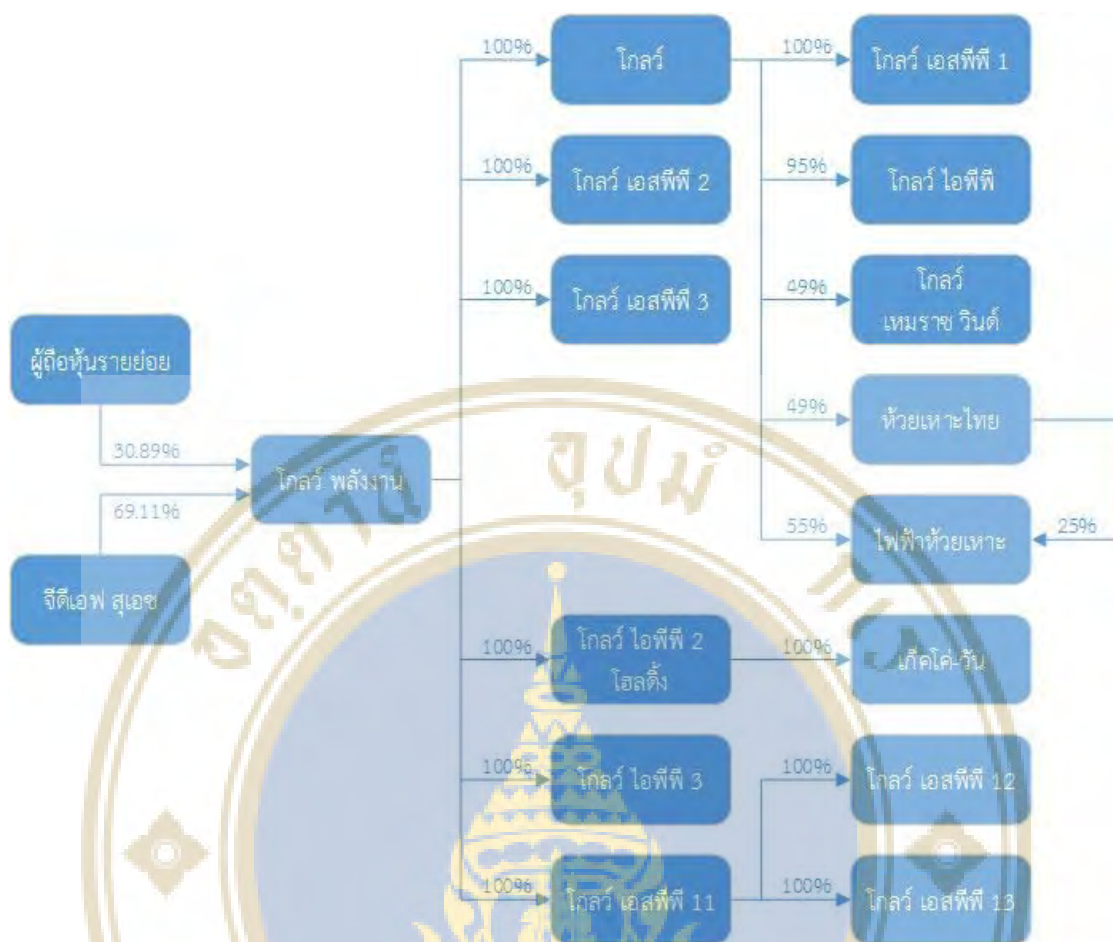 100%
โกลว์
100%
โกลว์ เอสพีพี 1
100%
โกลว์ เอสพีพี 2
95%
โกลว์ ไอพีพี
100%
โกลว์ เอสพีพี 3
49%
โกลว์
เหมราช วินด์
ผู้ถือหุ้นรายย่อย
49%
ห้วยเหาะไทย
30.89%
โกลว์ พลังงาน
69.11%
55%
ไฟฟ้าห้วยเหาะ
25%
จีดีเอฟ สุเอซ
100%
โกลว์ ไอพีพี 2
โฮลดิ้ง
100%
เก็คโค่-วัน
100%
โกลว์ ไอพีพี 3
100%
โกลว์ เอสพีพี 12
100%
โกลว์ เอสพีพี 11
100%
โกลว์ เอสพีพี 13